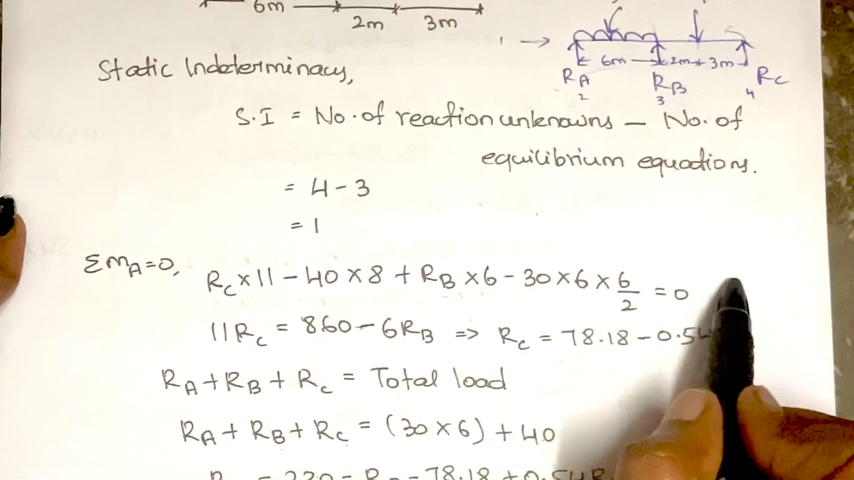 6m
2m
3m
1 →
6m 2m 3m
RA RB RC
2 3 4
Static Indeterminacy,
S.I = No. of reaction unknowns — No. of
equilibrium equations.
= 4 - 3
= 1
ΣmA=0, Rc×11 - 40×8 + RB×6 - 30×6×6/2 = 0
11Rc = 860 - 6RB => Rc = 78.18 - 0.54
RA + RB + Rc = Total load
RA + RB + Rc = (30×6) + 40